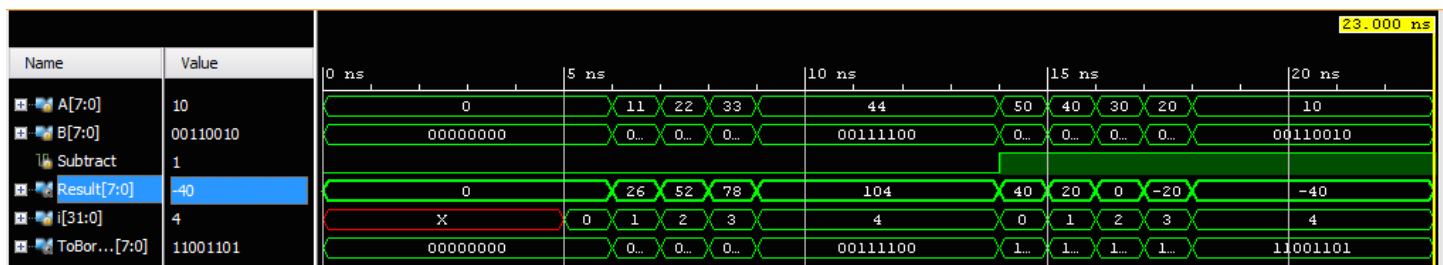 23.000 ns
Name Value
0 ns 5 ns 10 ns 15 ns 20 ns
A[7:0] 10 0 11 22 33 44 50 40 30 20 10
B[7:0] 00110010 00000000 0... 0... 0... 00111100 0... 0... 0... 0... 00110010
Subtract 1
Result[7:0] -40 0 26 52 78 104 40 20 0 -20 -40
i[31:0] 4 X 0 1 2 3 4 0 1 2 3 4
ToBor...[7:0] 11001101 00000000 0... 0... 0... 00111100 1... 1... 1... 1... 11001101